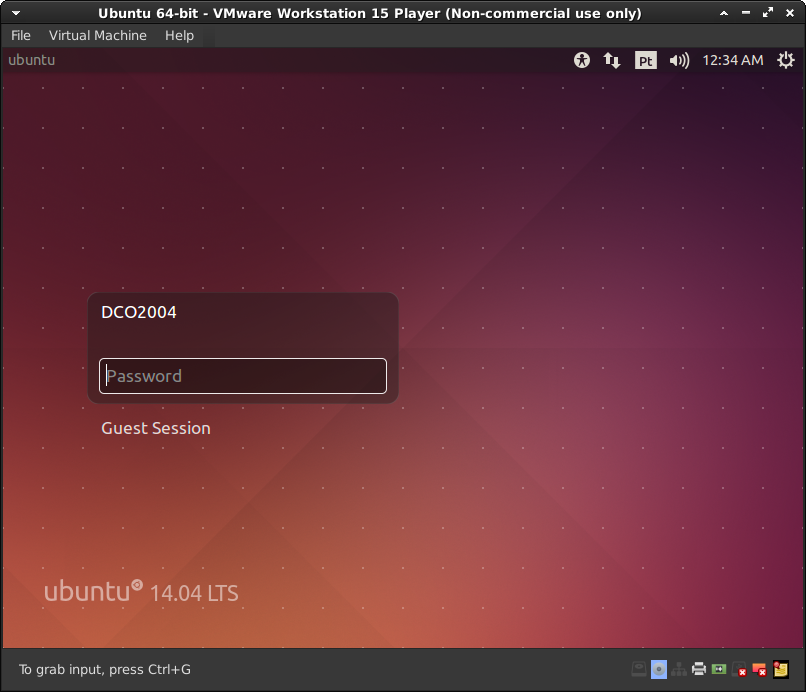 Ubuntu 64-bit - VMware Workstation 15 Player (Non-commercial use only)
File Virtual Machine Help
ubuntu Pt 12:34 AM
DCO2004
Password
Guest Session
ubuntu 14.04 LTS
To grab input, press Ctrl+G